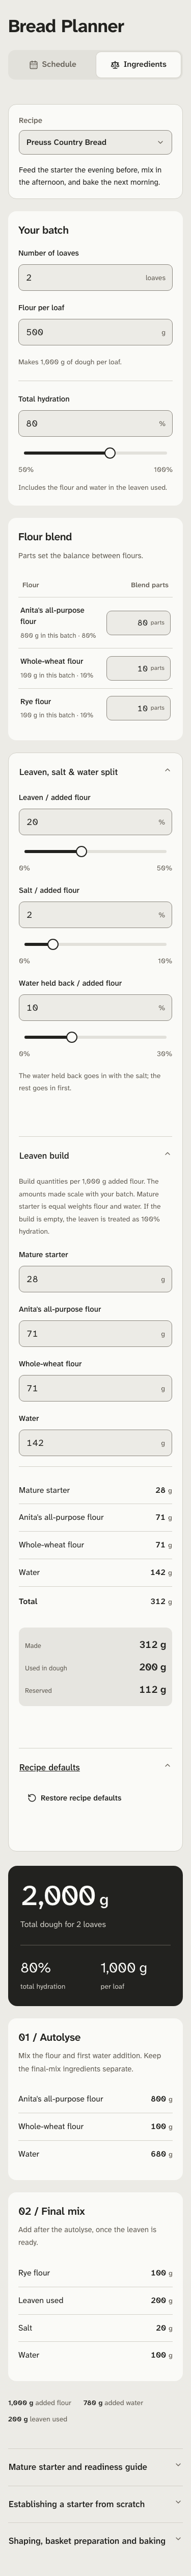 Bread Planner
Schedule
Ingredients
Recipe
Preuss Country Bread
Feed the starter the evening before, mix in
the afternoon, and bake the next morning.
Your batch
Number of loaves
2 loaves
Flour per loaf
500 g
Makes 1,000 g of dough per loaf.
Total hydration
80 %
50% 100%
Includes the flour and water in the leaven used.
Flour blend
Parts set the balance between flours.
Flour Blend parts
Anita's all-purpose
flour
80 parts
800 g in this batch · 80%
Whole-wheat flour
10 parts
100 g in this batch · 10%
Rye flour
10 parts
100 g in this batch · 10%
Leaven, salt & water split
Leaven / added flour
20 %
0% 50%
Salt / added flour
2 %
0% 10%
Water held back / added flour
10 %
0% 30%
The water held back goes in with the salt; the
rest goes in first.
Leaven build
Build quantities per 1,000 g added flour. The
amounts made scale with your batch. Mature
starter is equal weights flour and water. If the
build is empty, the leaven is treated as 100%
hydration.
Mature starter
28 g
Anita's all-purpose flour
71 g
Whole-wheat flour
71 g
Water
142 g
Mature starter 28 g
Anita's all-purpose flour 71 g
Whole-wheat flour 71 g
Water 142 g
Total 312 g
Made 312 g
Used in dough 200 g
Reserved 112 g
Recipe defaults
Restore recipe defaults
2,000 g
Total dough for 2 loaves
80% 1,000 g
total hydration per loaf
01 / Autolyse
Mix the flour and first water addition. Keep
the final-mix ingredients separate.
Anita's all-purpose flour 800 g
Whole-wheat flour 100 g
Water 680 g
02 / Final mix
Add after the autolyse, once the leaven is
ready.
Rye flour 100 g
Leaven used 200 g
Salt 20 g
Water 100 g
1,000 g added flour 780 g added water
200 g leaven used
Mature starter and readiness guide
Establishing a starter from scratch
Shaping, basket preparation and baking